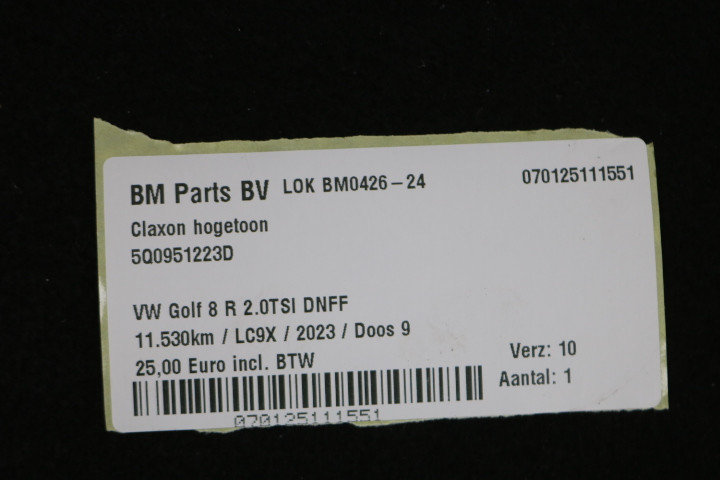 BM Parts BV LOK BM0426-24 070125111551
Claxon hogetoon
5Q0951223D
VW Golf 8 R 2.0TSI DNFF
11.530km / LC9X / 2023 / Doos 9
25,00 Euro incl. BTW
Verz: 10
Aantal: 1
070125111551